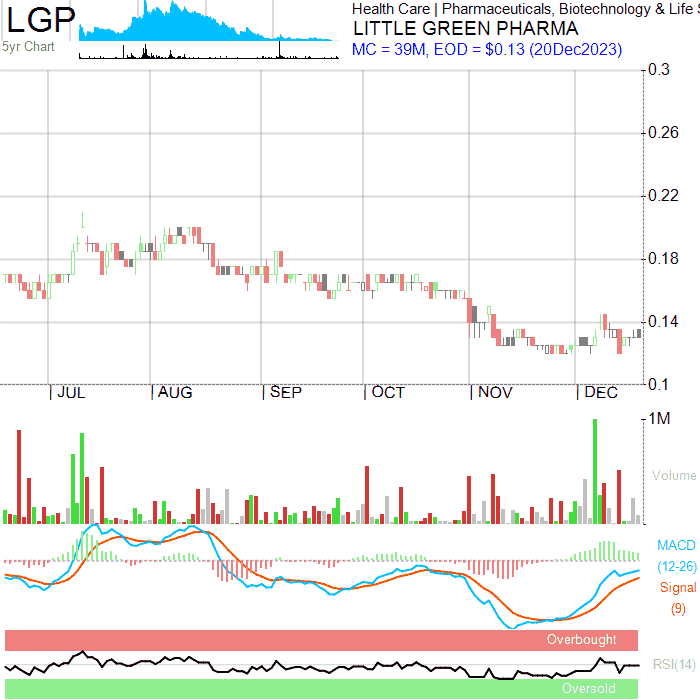 LGP
5yr Chart
Health Care | Pharmaceuticals, Biotechnology & Life
LITTLE GREEN PHARMA
MC = 39M, EOD = $0.13 (20Dec2023)
0.3
0.26
0.22
0.18
0.14
0.1
JUL AUG SEP OCT NOV DEC
1M
Volume
MACD
(12-26)
Signal
(9)
Overbought
RSI(14)
Oversold